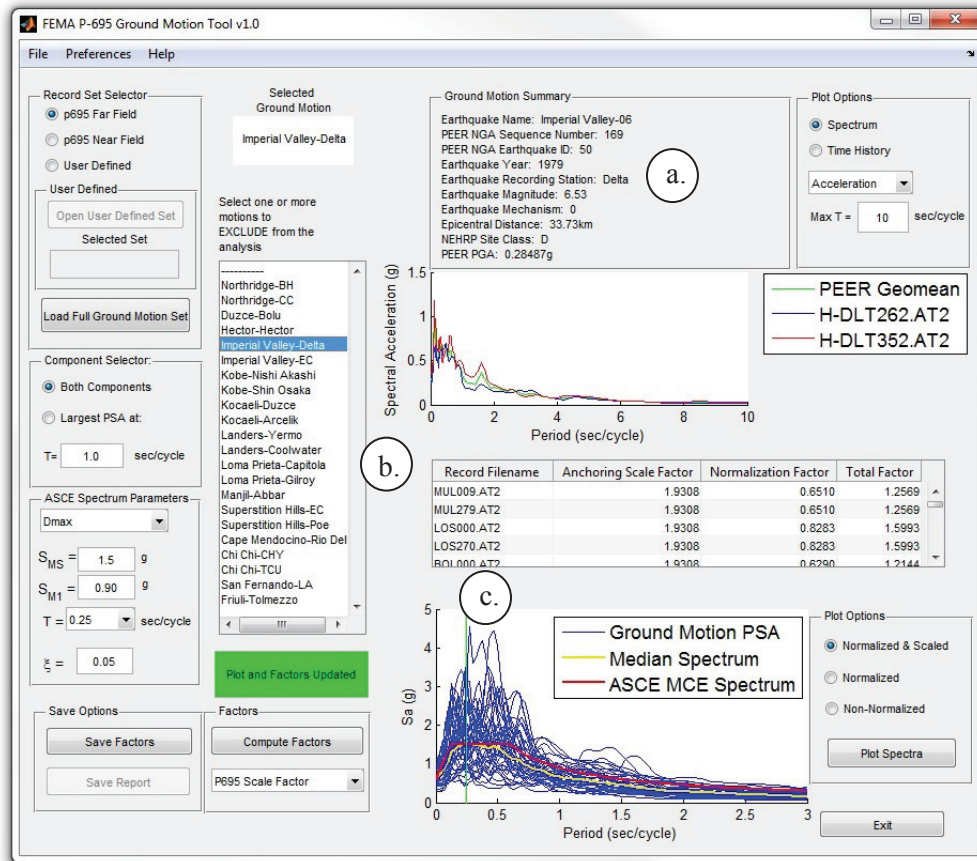 FEMA P-695 Ground Motion Tool v1.0
File Preferences Help
Record Set Selector
p695 Far Field
p695 Near Field
User Defined
User Defined
Open User Defined Set
Selected Set
Load Full Ground Motion Set
Component Selector:
Both Components
Largest PSA at:
T= 1.0 sec/cycle
ASCE Spectrum Parameters
Dmax
SMS = 1.5 g
SM1 = 0.90 g
T = 0.25 sec/cycle
ξ = 0.05
Save Options
Save Factors
Save Report
Selected
Ground Motion
Imperial Valley-Delta
Select one or more
motions to
EXCLUDE from the
analysis
----------
Northridge-BH
Northridge-CC
Duzce-Bolu
Hector-Hector
Imperial Valley-Delta
Imperial Valley-EC
Kobe-Nishi Akashi
Kobe-Shin Osaka
Kocaeli-Duzce
Kocaeli-Arcelik
Landers-Yermo
Landers-Coolwater
Loma Prieta-Capitola
Loma Prieta-Gilroy
Manjil-Abbar
Superstition Hills-EC
Superstition Hills-Poe
Cape Mendocino-Rio Del
Chi Chi-CHY
Chi Chi-TCU
San Fernando-LA
Friuli-Tolmezzo
Plot and Factors Updated
Factors
Compute Factors
P695 Scale Factor
Ground Motion Summary
Earthquake Name: Imperial Valley-06
PEER NGA Sequence Number: 169
PEER NGA Earthquake ID: 50
Earthquake Year: 1979
Earthquake Recording Station: Delta
Earthquake Magnitude: 6.53
Earthquake Mechanism: 0
Epicentral Distance: 33.73km
NEHRP Site Class: D
PEER PGA: 0.28487g
a.
Plot Options
Spectrum
Time History
Acceleration
Max T = 10 sec/cycle
Spectral Acceleration (g)
1.5
1
0.5
0
0 2 4 6 8 10
Period (sec/cycle)
PEER Geomean
H-DLT262.AT2
H-DLT352.AT2
b.
Record Filename Anchoring Scale Factor Normalization Factor Total Factor
MUL009.AT2 1.9308 0.6510 1.2569
MUL279.AT2 1.9308 0.6510 1.2569
LOS000.AT2 1.9308 0.8283 1.5993
LOS270.AT2 1.9308 0.8283 1.5993
BOL000.AT2 1.9308 0.6290 1.2144
c.
Sa (g)
5
4
3
2
1
0
0 0.5 1 1.5 2 2.5 3
Period (sec/cycle)
Ground Motion PSA
Median Spectrum
ASCE MCE Spectrum
Plot Options
Normalized & Scaled
Normalized
Non-Normalized
Plot Spectra
Exit